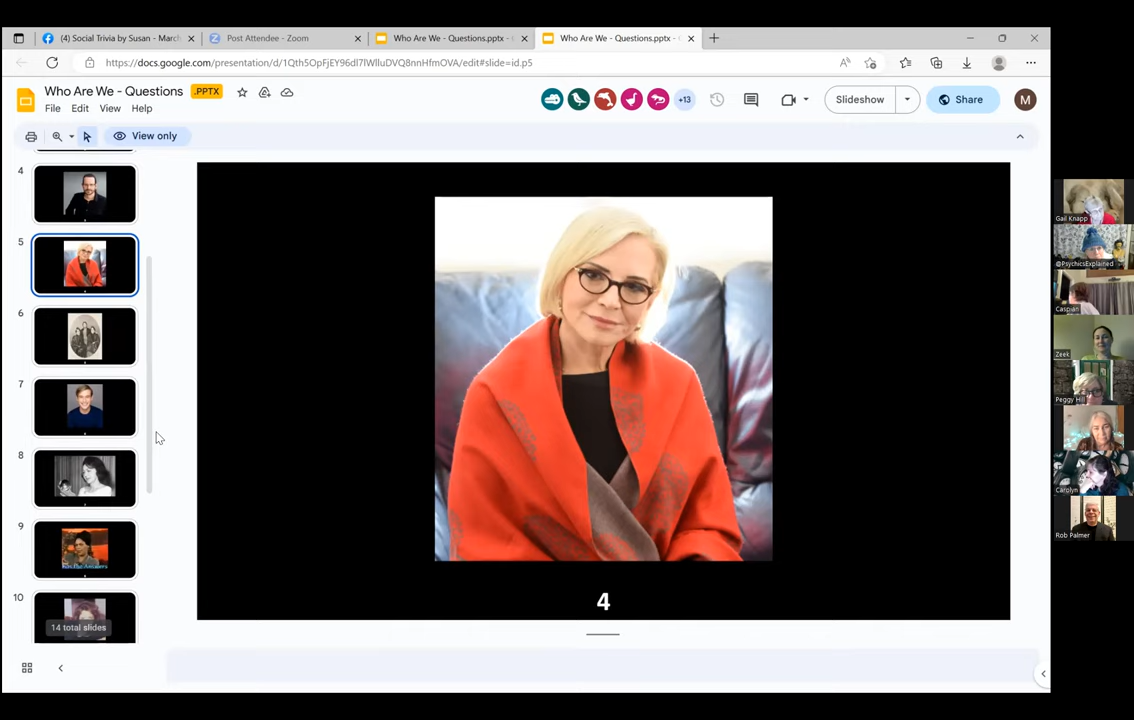 (4) Social Trivia by Susan - March
Post Attendee - Zoom
Who Are We - Questions.pptx -
Who Are We - Questions.pptx -
https://docs.google.com/presentation/d/1Qth5OpFjEY96dl7lWlluDVQ8nnHfmOVA/edit#slide=id.p5
Who Are We - Questions
.PPTX
File Edit View Help
+13
Slideshow
Share
M
View only
4
5
6
7
8
9
10
14 total slides
4
Gail Knapp
@PsychicsExplained
Caspian
Zeek
Peggy Hill
Carolyn
Rob Palmer